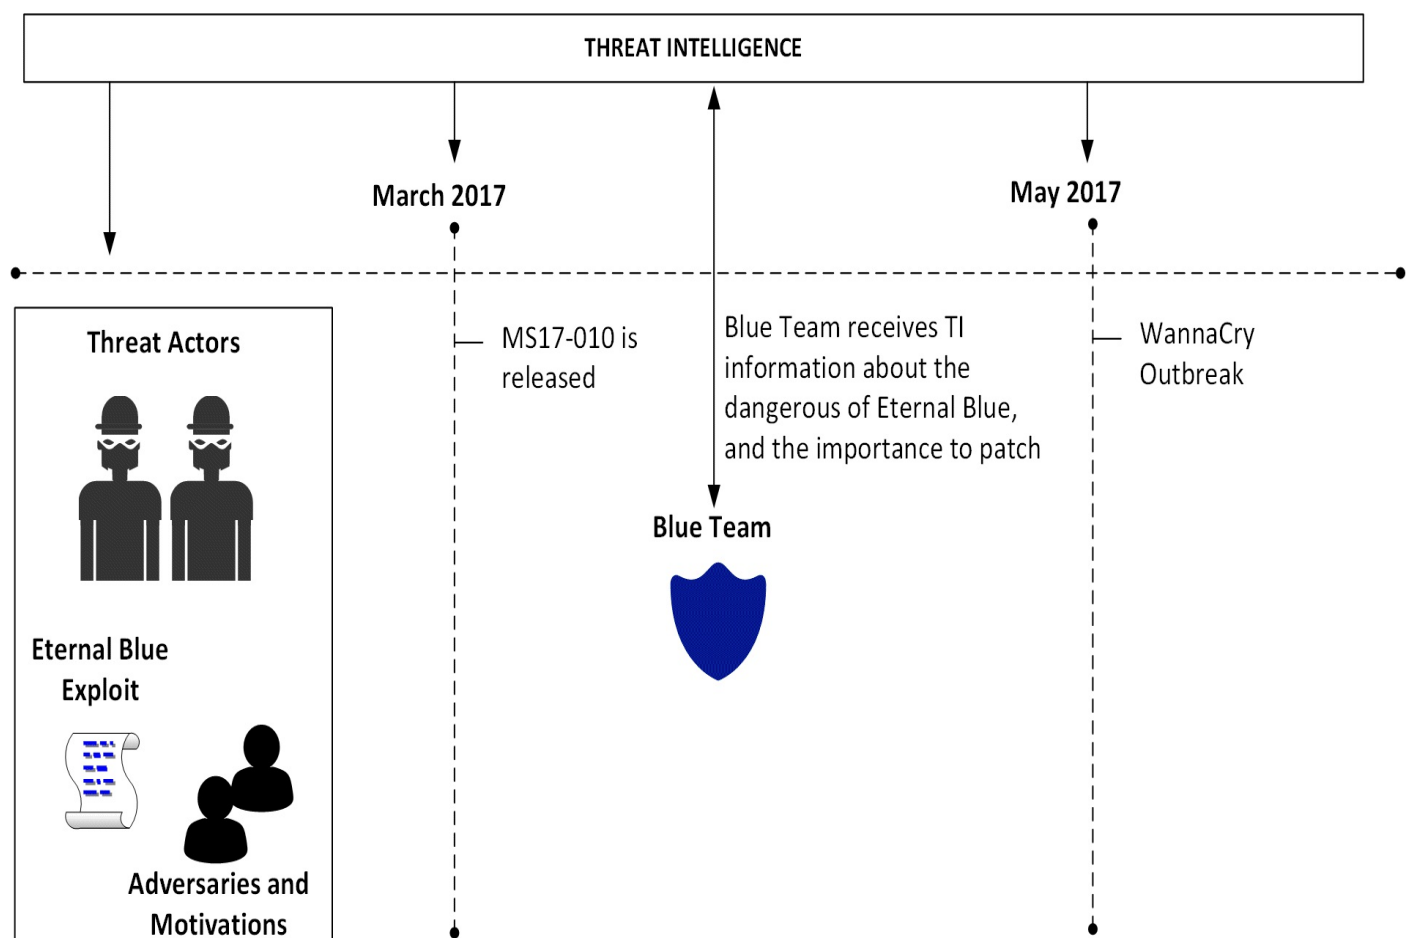 THREAT INTELLIGENCE
March 2017
May 2017
Threat Actors
MS17-010 is
released
Blue Team receives TI
information about the
dangerous of Eternal Blue,
and the importance to patch
WannaCry
Outbreak
Blue Team
Eternal Blue
Exploit
Adversaries and
Motivations